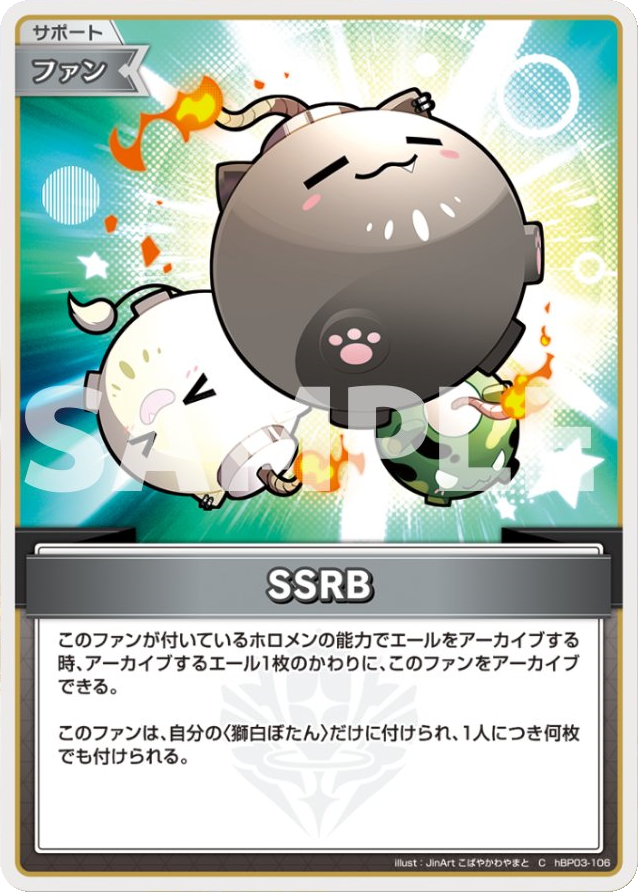 サポート
ファン
SAMPLE
SSRB
このファンが付いているホロメンの能力でエールをアーカイブする
時、アーカイブするエール1枚のかわりに、このファンをアーカイブ
できる。
このファンは、自分の〈獅白ぼたん〉だけに付けられ、1人につき何枚
でも付けられる。
illust：JinArt こばやかわやまと C hBP03-106